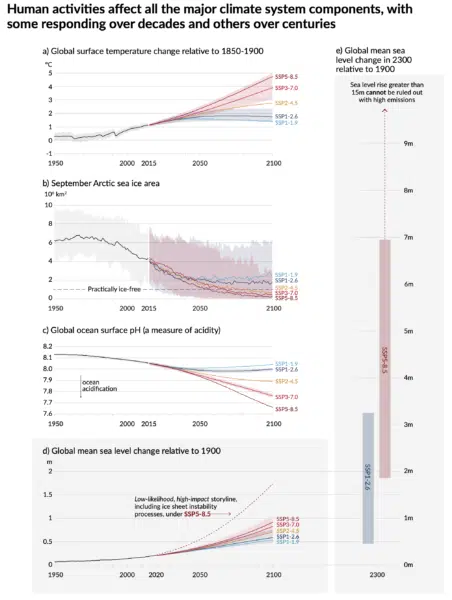 Human activities affect all the major climate system components, with
some responding over decades and others over centuries
a) Global surface temperature change relative to 1850-1900
°C
5
4
3
2
1
0
-1
SSP5-8.5
SSP3-7.0
SSP2-4.5
SSP1-2.6
SSP1-1.9
1950 2000 2015 2050 2100
b) September Arctic sea ice area
10⁶ km²
10
8
6
4
2
0
Practically ice-free
SSP1-1.9
SSP1-2.6
SSP2-4.5
SSP3-7.0
SSP5-8.5
1950 2000 2015 2050 2100
c) Global ocean surface pH (a measure of acidity)
8.2
8.1
8.0
7.9
7.8
7.7
7.6
ocean
acidification
SSP1-1.9
SSP1-2.6
SSP2-4.5
SSP3-7.0
SSP5-8.5
1950 2000 2015 2050 2100
d) Global mean sea level change relative to 1900
m
2
1.5
1
0.5
0
Low-likelihood, high-impact storyline,
including ice sheet instability
processes, under SSP5-8.5
SSP5-8.5
SSP3-7.0
SSP2-4.5
SSP1-2.6
SSP1-1.9
1950 2000 2020 2050 2100
e) Global mean sea
level change in 2300
relative to 1900
Sea level rise greater than
15m cannot be ruled out
with high emissions
9m
8m
7m
6m
5m
4m
3m
2m
1m
0m
SSP5-8.5
SSP1-2.6
2300